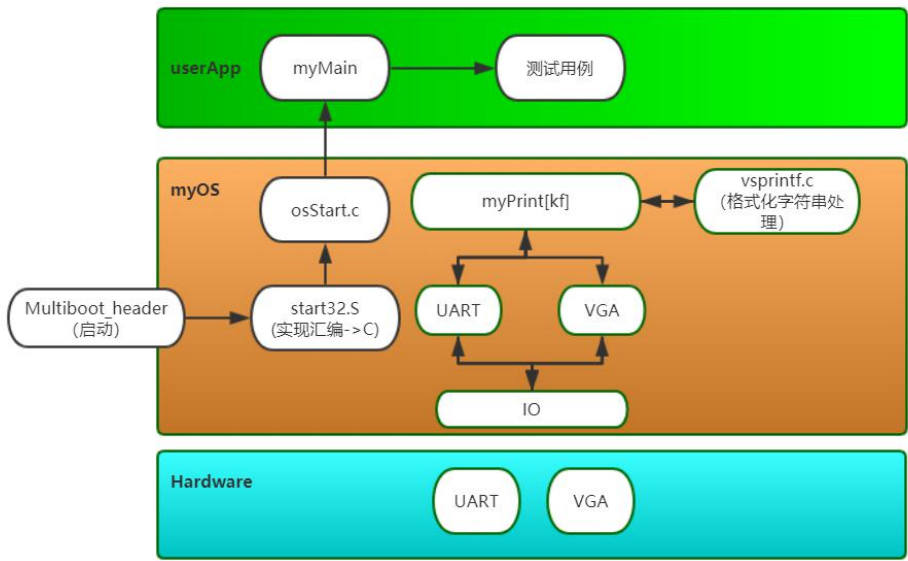 userApp
myMain
测试用例
myOS
osStart.c
myPrint[kf]
vsprintf.c
（格式化字符串处
理）
Multiboot_header
（启动）
start32.S
(实现汇编->C)
UART
VGA
IO
Hardware
UART
VGA